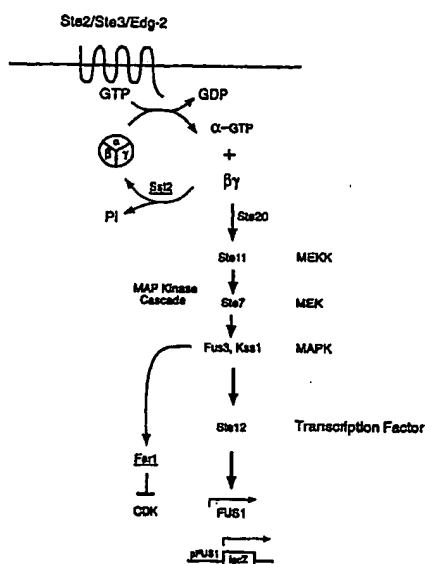 Ste2/Ste3/Edg-2
GTP GDP
α-GTP
+
βγ
α
β γ
Sst2
PI
Ste20
Ste11 MEKK
MAP Kinase
Cascade
Ste7 MEK
Fus3, Kss1 MAPK
Ste12 Transcription Factor
Far1
CDK
FUS1
pFUS1 lacZ